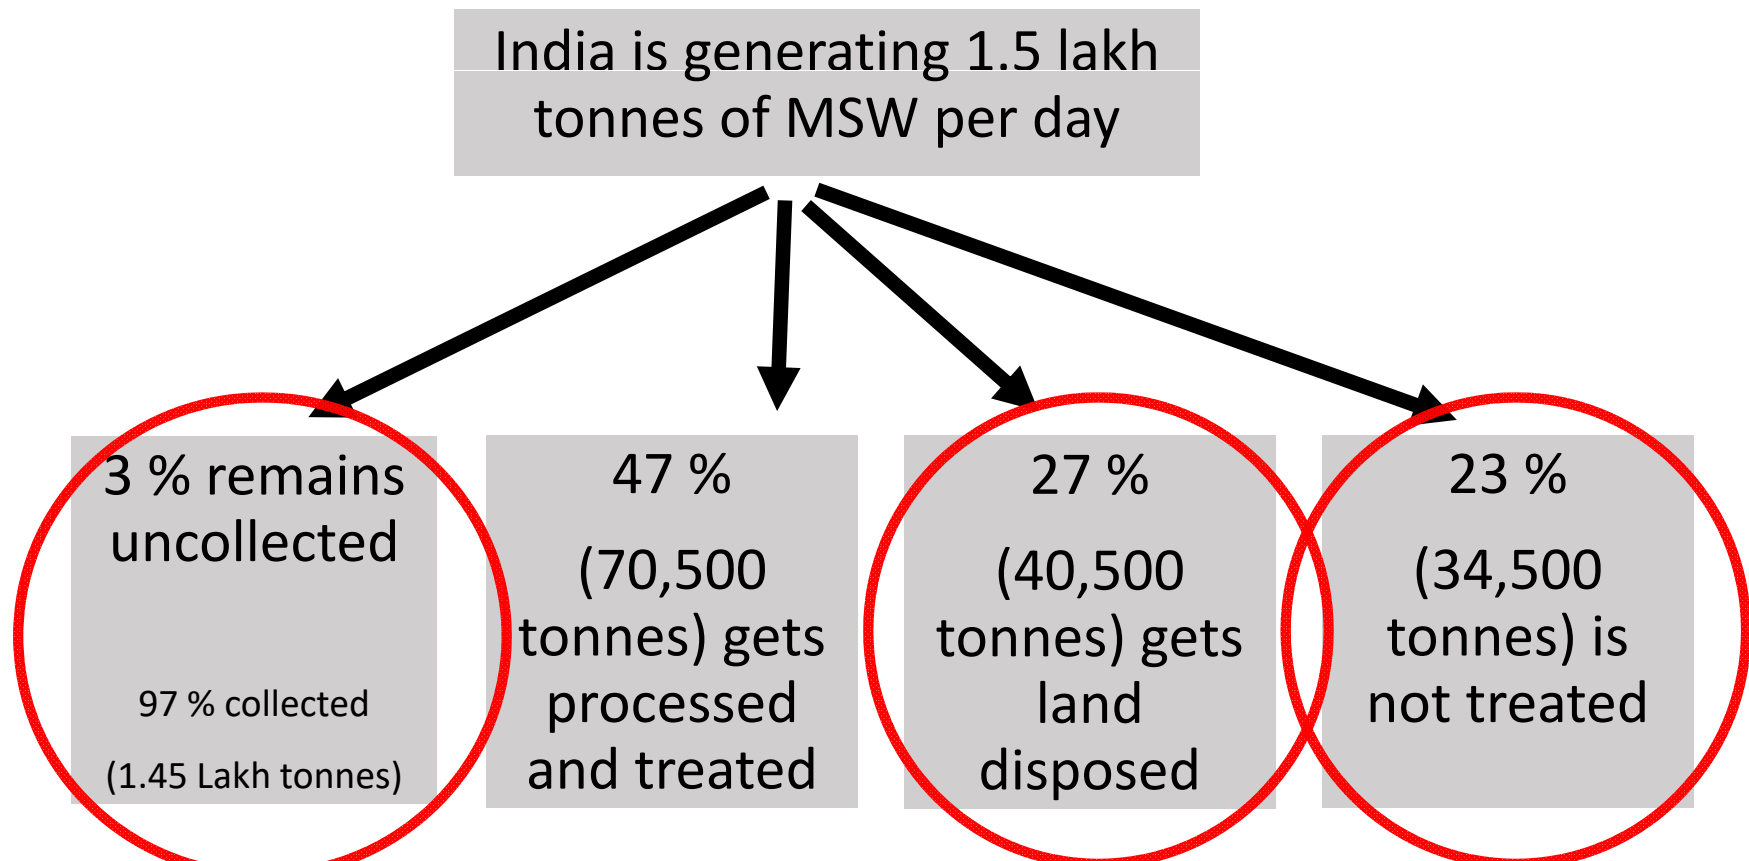 India is generating 1.5 lakh
tonnes of MSW per day
3 % remains
uncollected
97 % collected
(1.45 Lakh tonnes)
47 %
(70,500
tonnes) gets
processed
and treated
27 %
(40,500
tonnes) gets
land
disposed
23 %
(34,500
tonnes) is
not treated